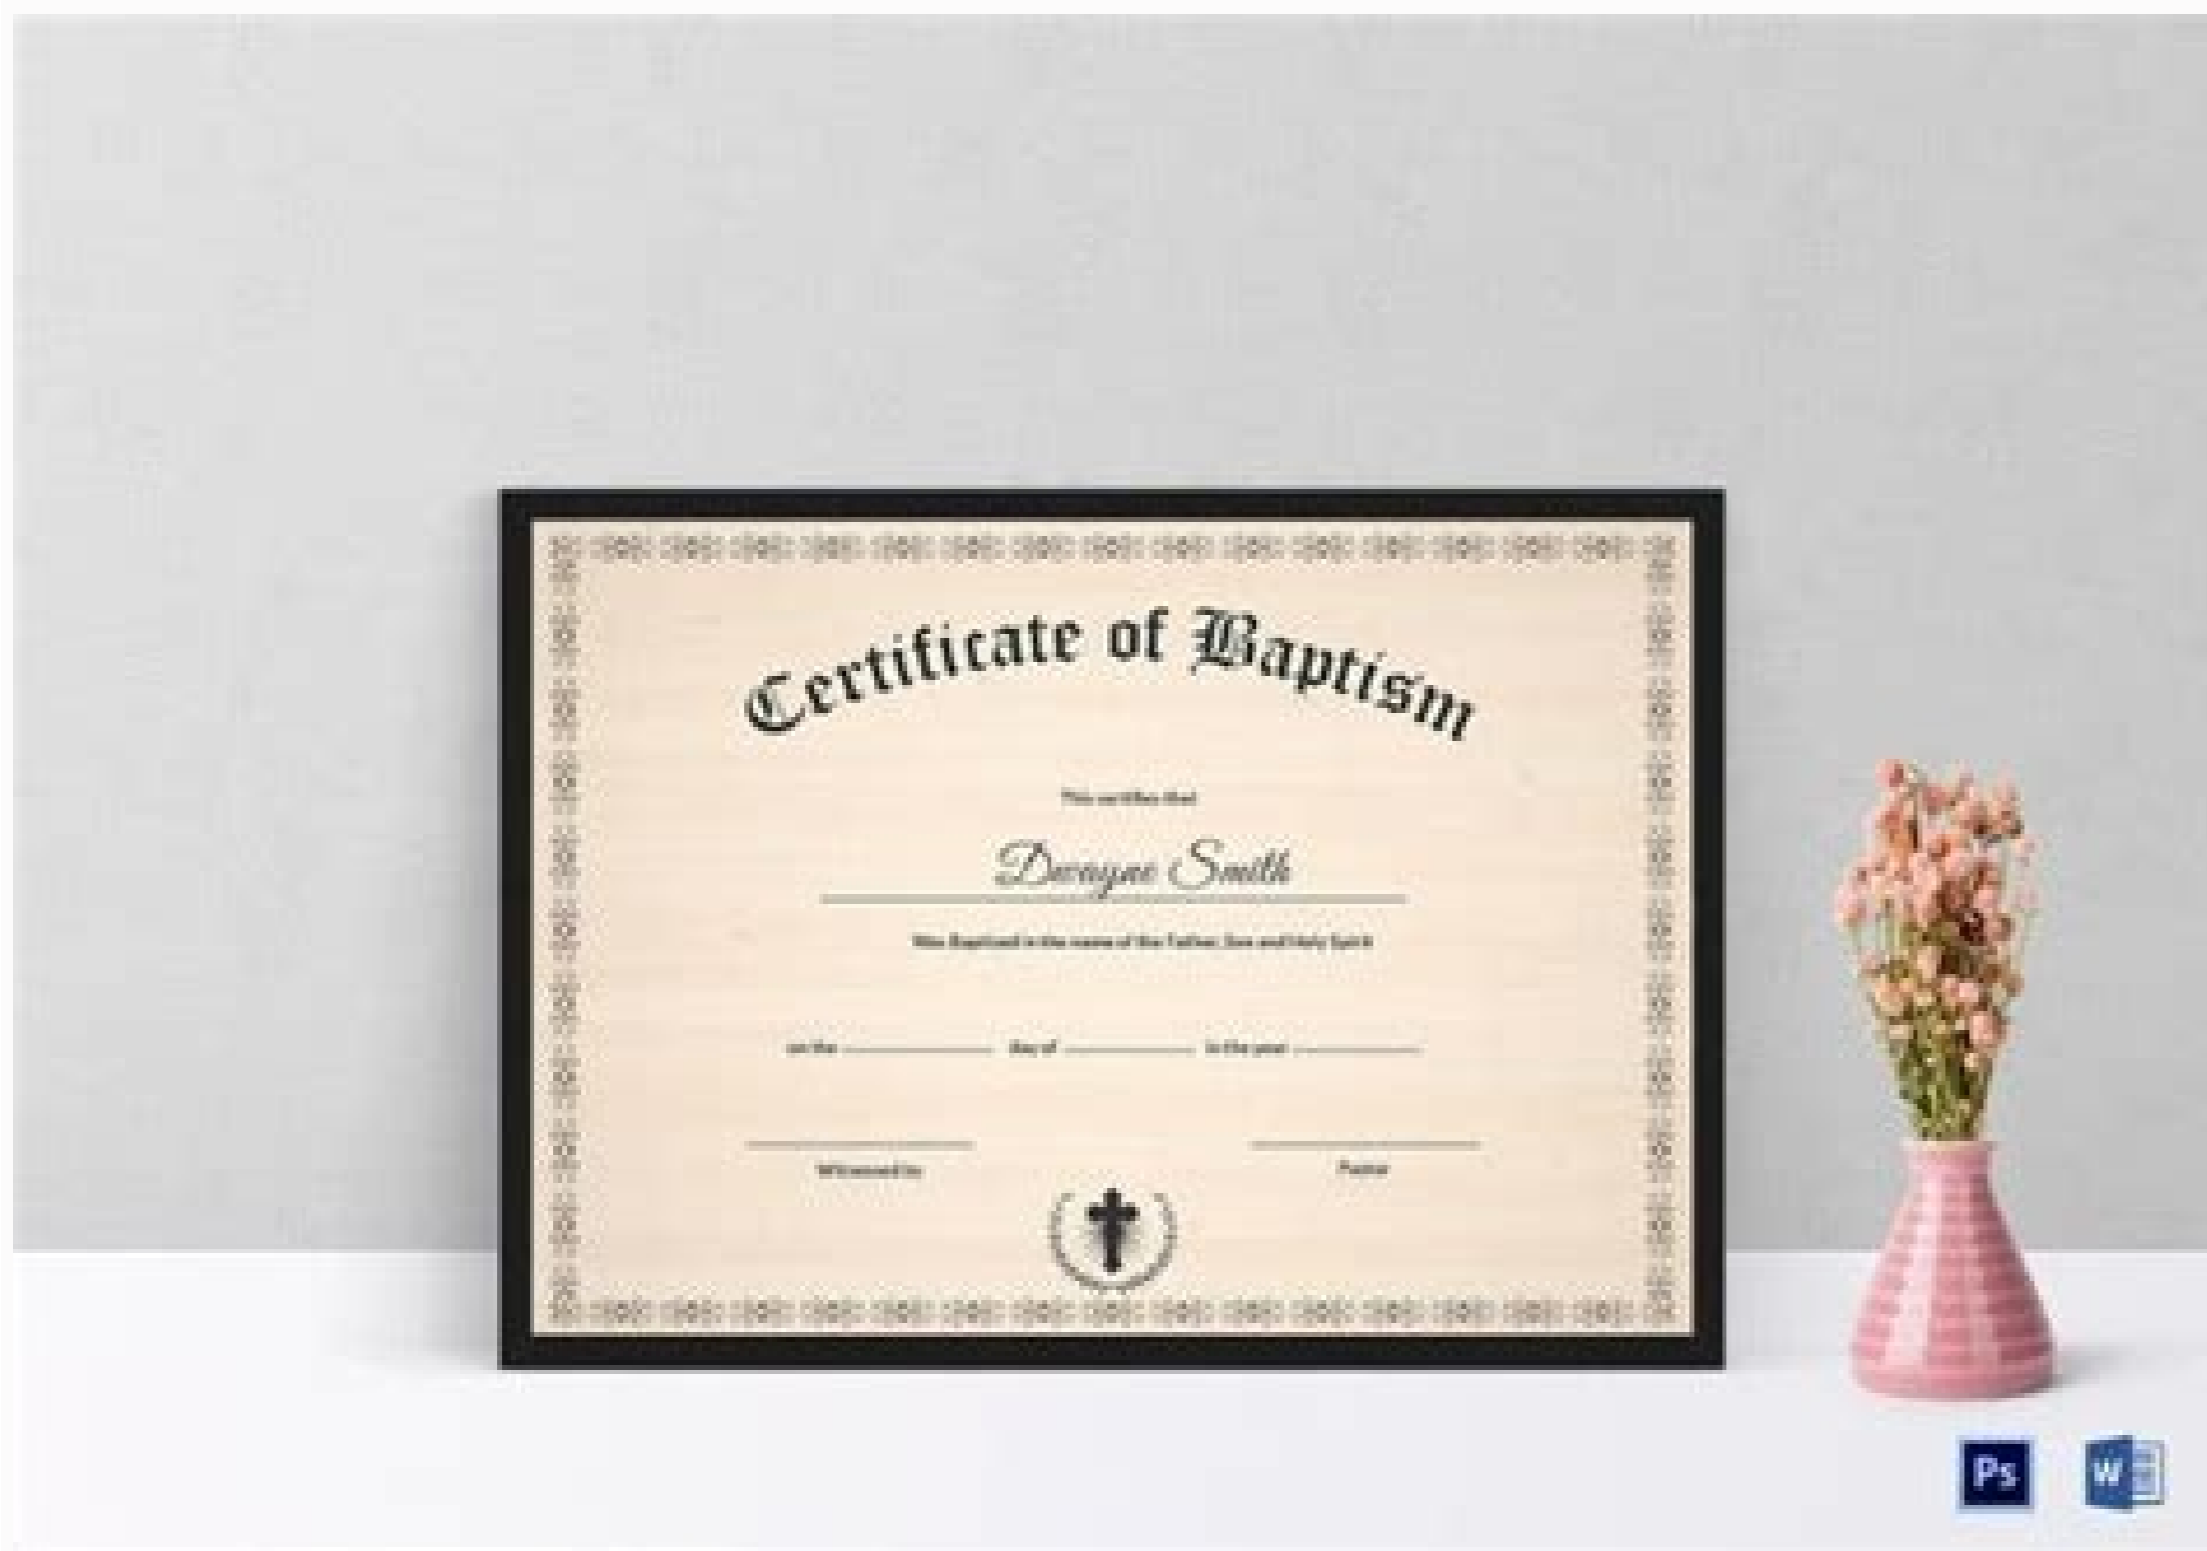 Certificate of Baptism
This certifies that
Dwayne Smith
Was Baptized in the name of the Father, Son and Holy Spirit
on the day of in the year
Witnessed by Pastor
Ps W